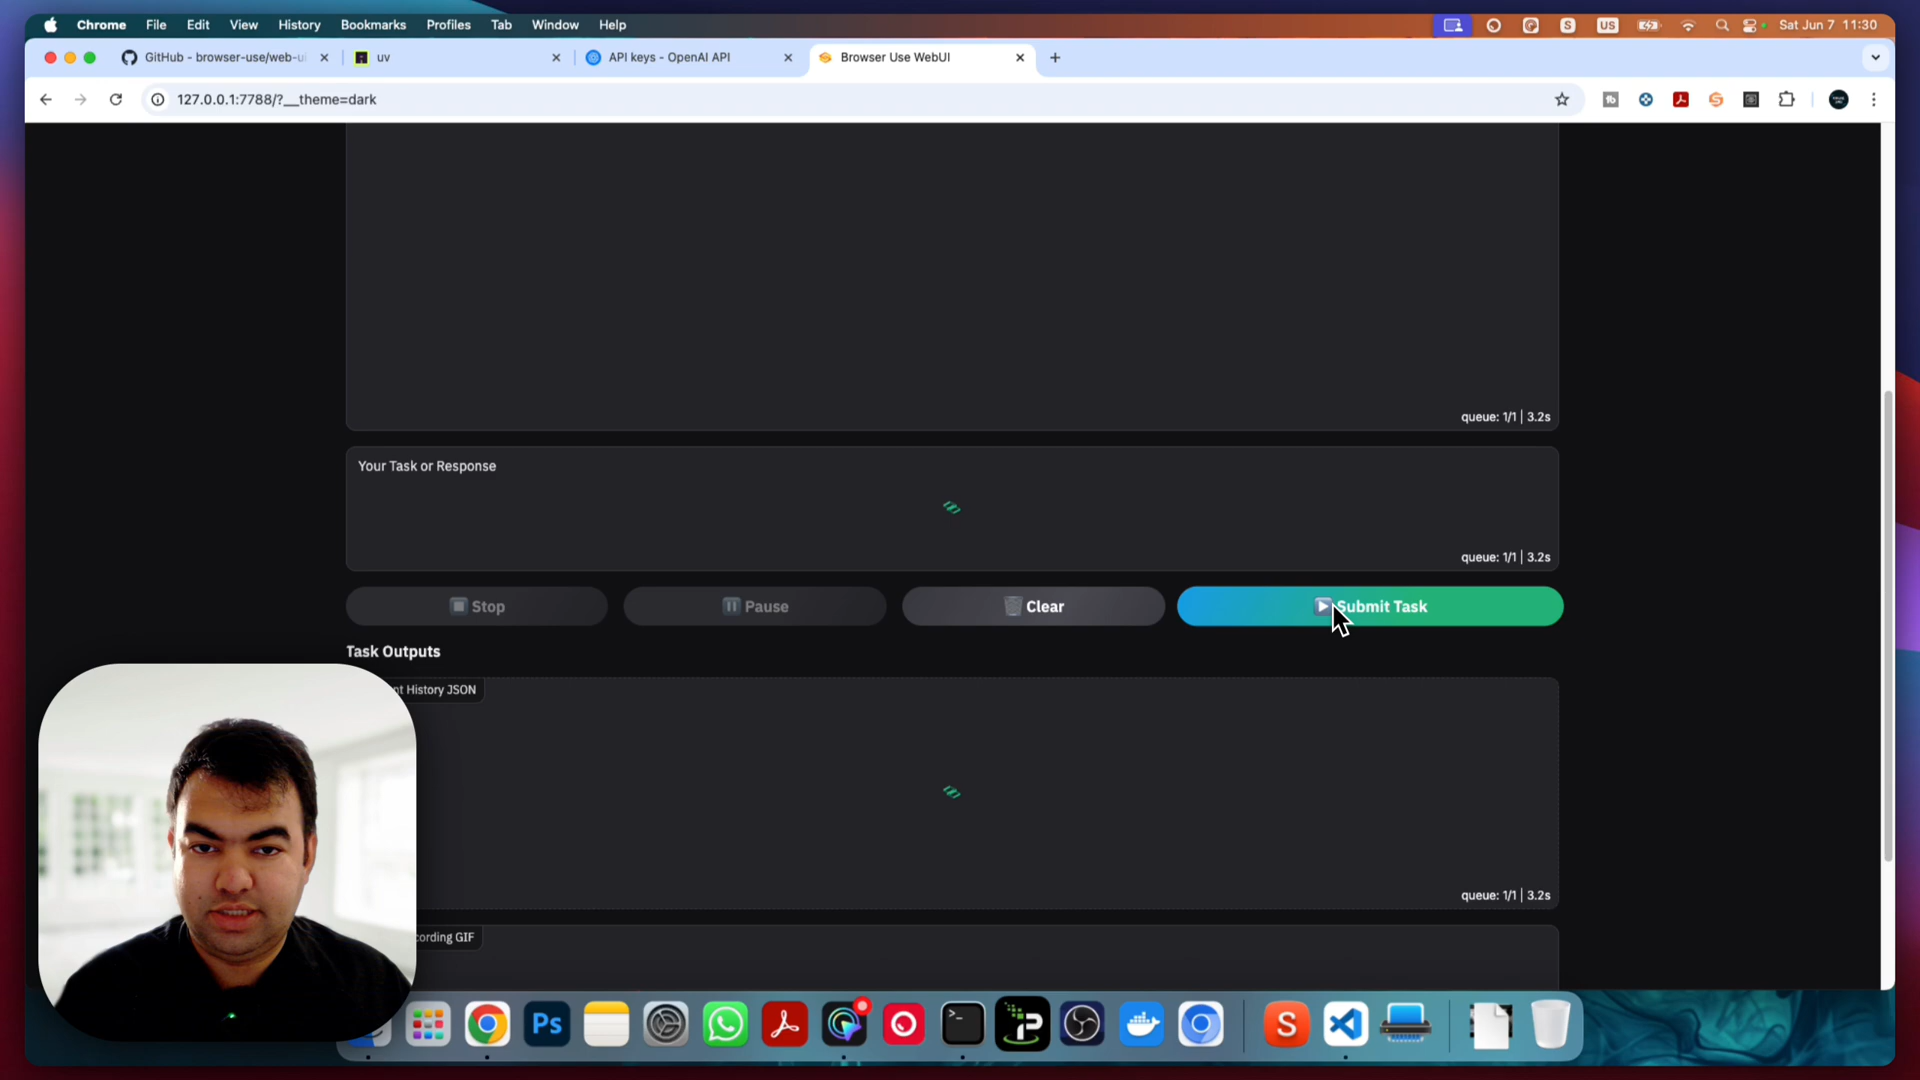 Chrome File Edit View History Bookmarks Profiles Tab Window Help US Sat Jun 7 11:30
GitHub - browser-use/web-u uv API keys - OpenAI API Browser Use WebUI
127.0.0.1:7788/?__theme=dark
queue: 1/1 | 3.2s
Your Task or Response
queue: 1/1 | 3.2s
Stop Pause Clear Submit Task
Task Outputs
nt History JSON
queue: 1/1 | 3.2s
cording GIF
Ps S